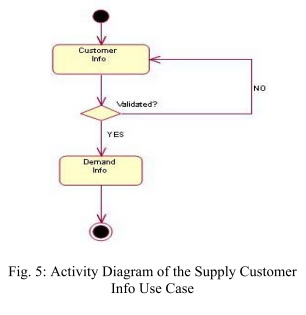 Customer
Info
Validated?
NO
YES
Demand
Info
Fig. 5: Activity Diagram of the Supply Customer
Info Use Case